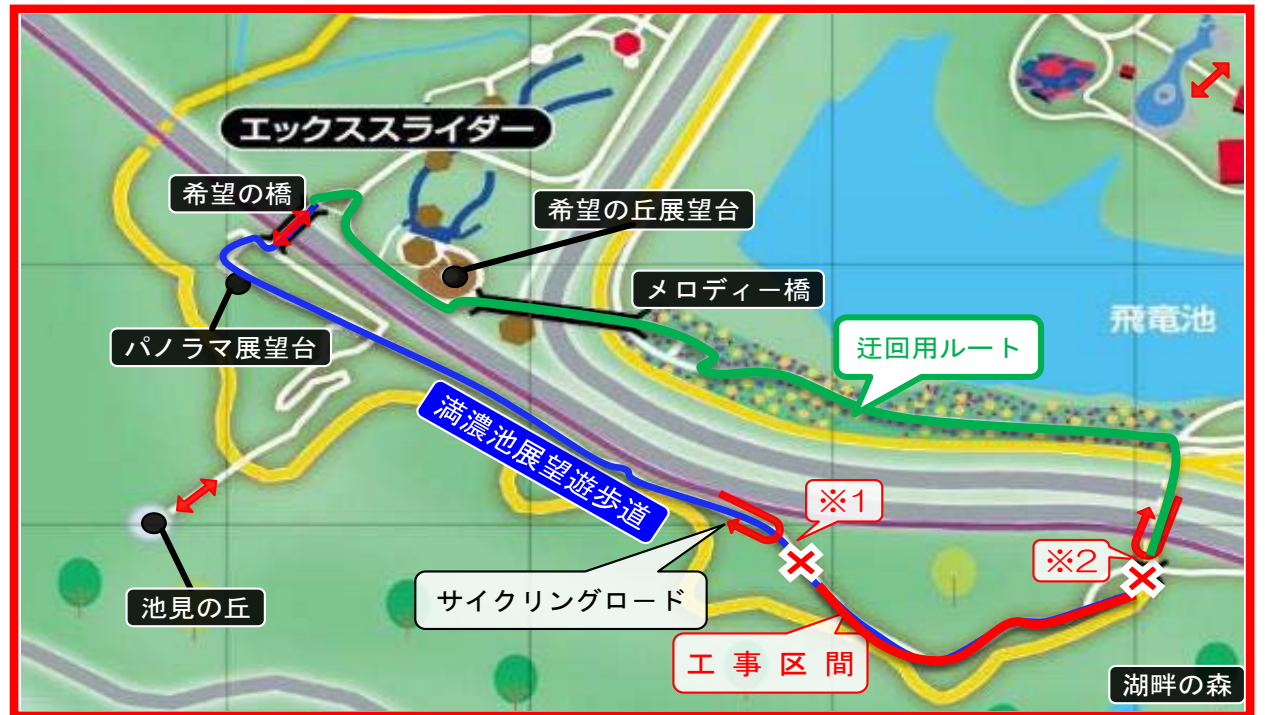 エックススライダー
希望の橋
希望の丘展望台
メロディー橋
飛竜池
パノラマ展望台
迂回用ルート
満濃池展望遊歩道
※1
※2
サイクリングロード
池見の丘
工事区間
湖畔の森